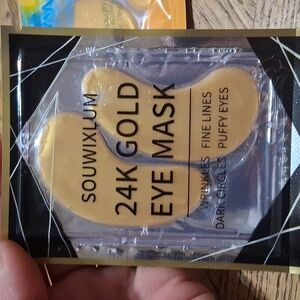 SOUWIXLUM
24K GOLD
EYE MASK
WRINKLES FINE LINES
DARK CIRCLES PUFFY EYES